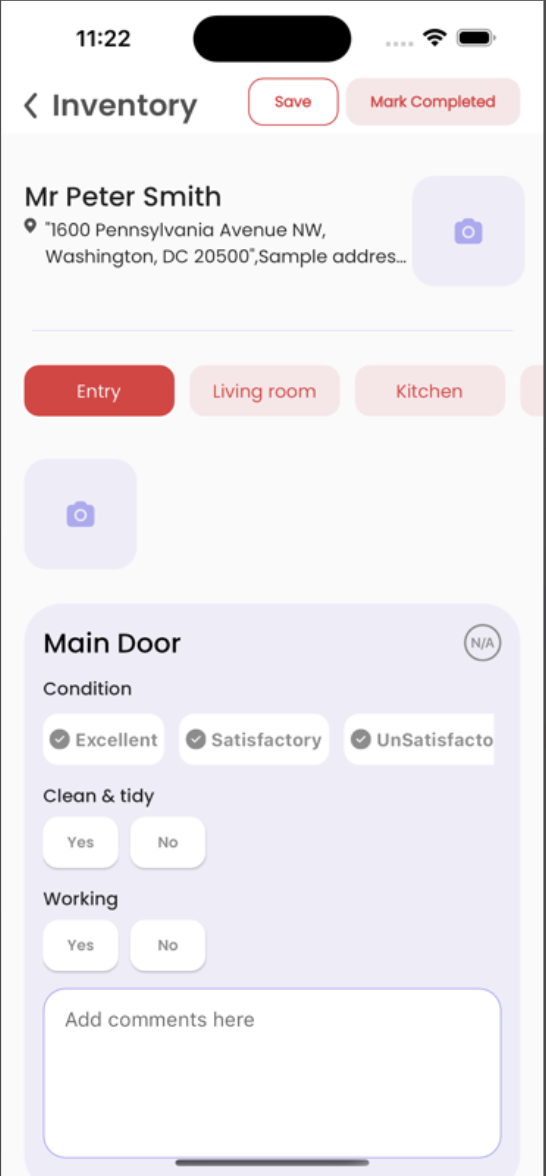 11:22
Inventory
Save
Mark Completed
Mr Peter Smith
"1600 Pennsylvania Avenue NW,
Washington, DC 20500",Sample addres...
Entry
Living room
Kitchen
Main Door
N/A
Condition
Excellent
Satisfactory
UnSatisfacto
Clean & tidy
Yes
No
Working
Yes
No
Add comments here